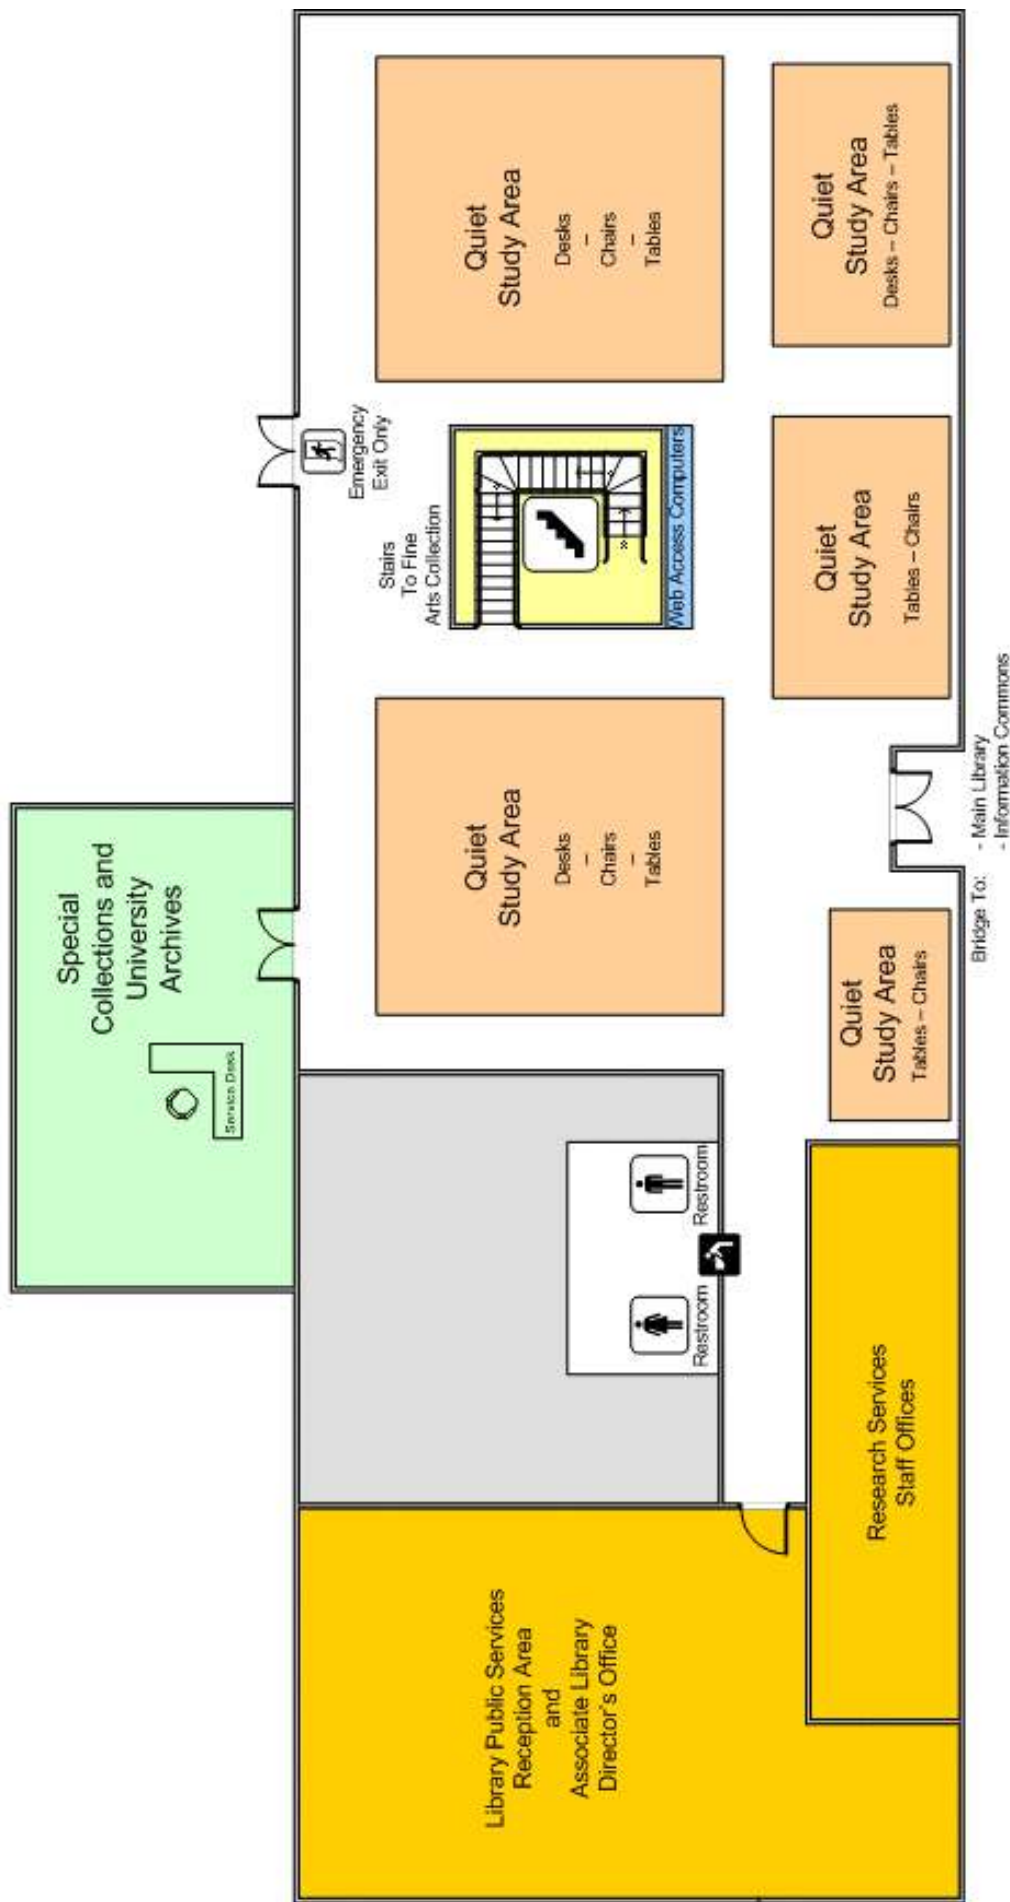 Special
Collections and
University
Archives
Service Desk
Emergency
Exit Only
Stairs
To Fine
Arts Collection
Web Access Computers
Quiet
Study Area
Desks
–
Chairs
–
Tables
Quiet
Study Area
Desks
–
Chairs
–
Tables
Quiet
Study Area
Desks – Chairs – Tables
Quiet
Study Area
Tables – Chairs
Quiet
Study Area
Tables – Chairs
Bridge To: - Main Library
- Information Commons
Restroom
Restroom
Library Public Services
Reception Area
and
Associate Library
Director's Office
Research Services
Staff Offices